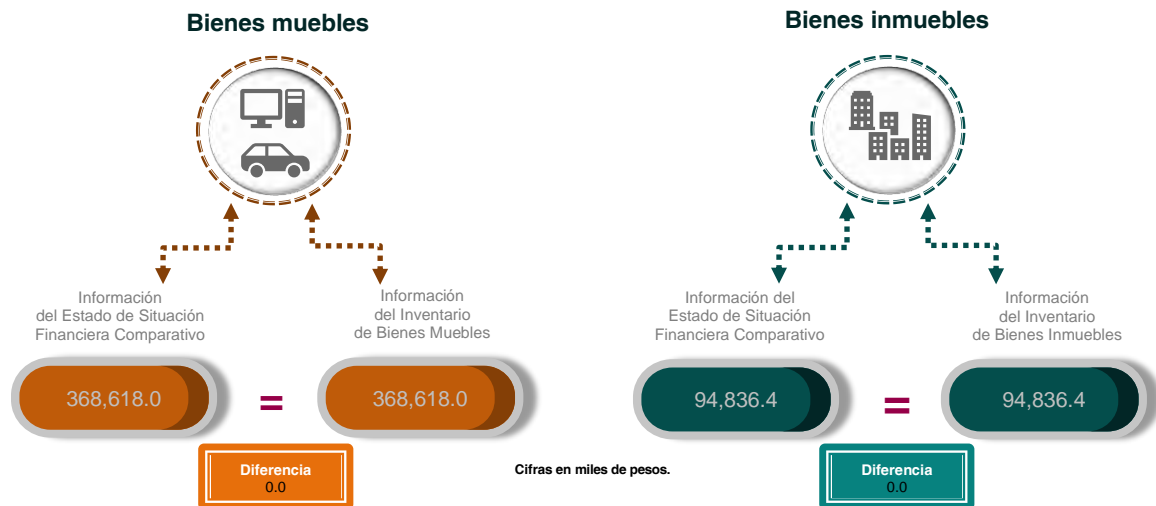 Bienes muebles
Información
del Estado de Situación
Financiera Comparativo
Información
del Inventario
de Bienes Muebles
368,618.0
=
368,618.0
Diferencia
0.0
Cifras en miles de pesos.
Bienes inmuebles
Información del
Estado de Situación
Financiera Comparativo
Información
del Inventario
de Bienes Inmuebles
94,836.4
=
94,836.4
Diferencia
0.0